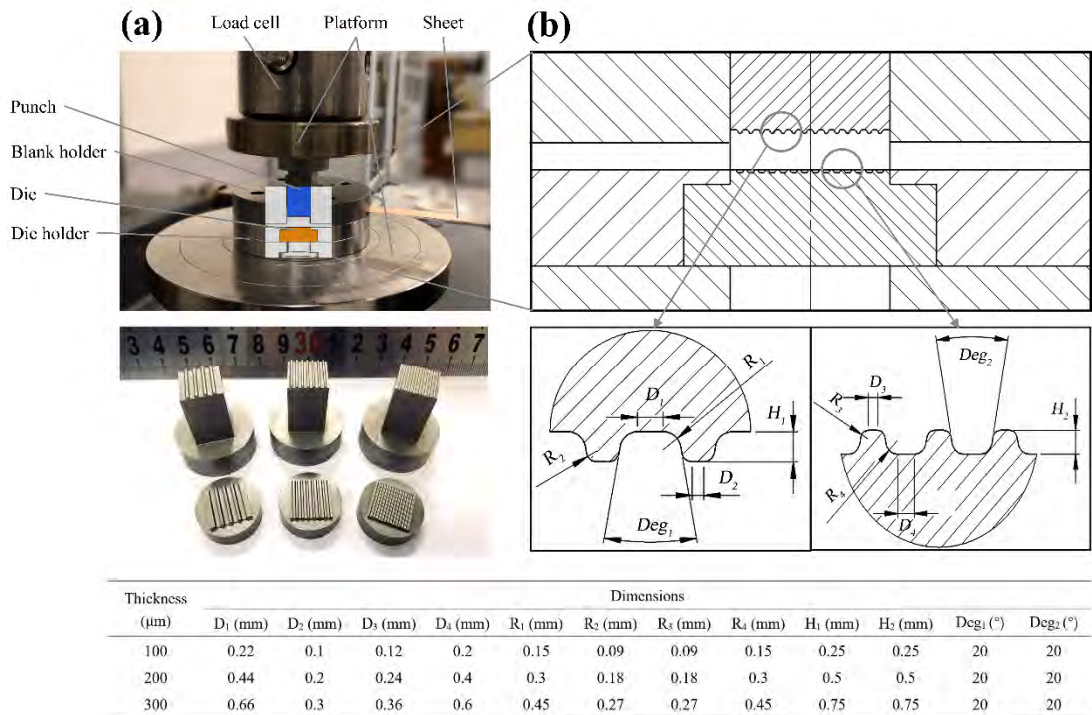 (a)
Load cell Platform Sheet
(b)
Punch
Blank holder
Die
Die holder
3 4 5 6 7 8 9 30 1 2 3 4 5 6 7
R₁
D₁
H₁
R₂
D₂
Deg₁
Deg₂
D₃
R₃
H₂
R₄
D₄
Thickness (μm) Dimensions
D₁ (mm) D₂ (mm) D₃ (mm) D₄ (mm) R₁ (mm) R₂ (mm) R₃ (mm) R₄ (mm) H₁ (mm) H₂ (mm) Deg₁ (°) Deg₂ (°)
100 0.22 0.1 0.12 0.2 0.15 0.09 0.09 0.15 0.25 0.25 20 20
200 0.44 0.2 0.24 0.4 0.3 0.18 0.18 0.3 0.5 0.5 20 20
300 0.66 0.3 0.36 0.6 0.45 0.27 0.27 0.45 0.75 0.75 20 20